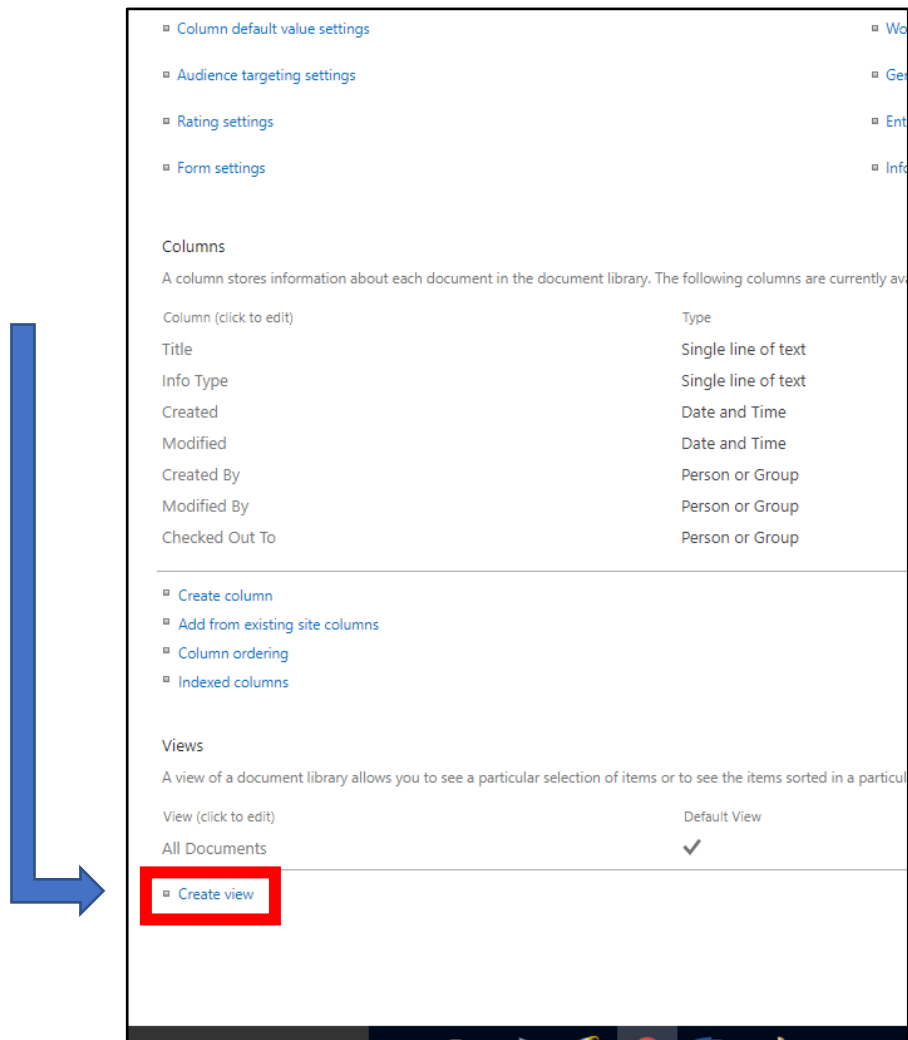 Column default value settings Wo
Audience targeting settings Ger
Rating settings Ent
Form settings Info
Columns
A column stores information about each document in the document library. The following columns are currently ava
Column (click to edit) Type
Title Single line of text
Info Type Single line of text
Created Date and Time
Modified Date and Time
Created By Person or Group
Modified By Person or Group
Checked Out To Person or Group
Create column
Add from existing site columns
Column ordering
Indexed columns
Views
A view of a document library allows you to see a particular selection of items or to see the items sorted in a particul
View (click to edit) Default View
All Documents
Create view